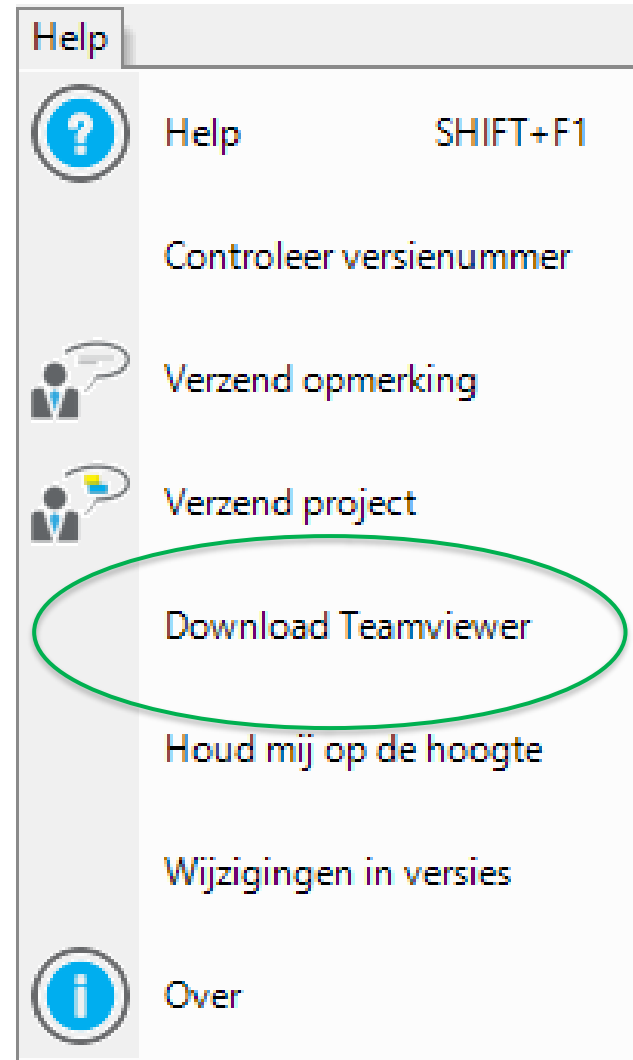 Help
Help SHIFT+F1
Controleer versienummer
Verzend opmerking
Verzend project
Download Teamviewer
Houd mij op de hoogte
Wijzigingen in versies
Over